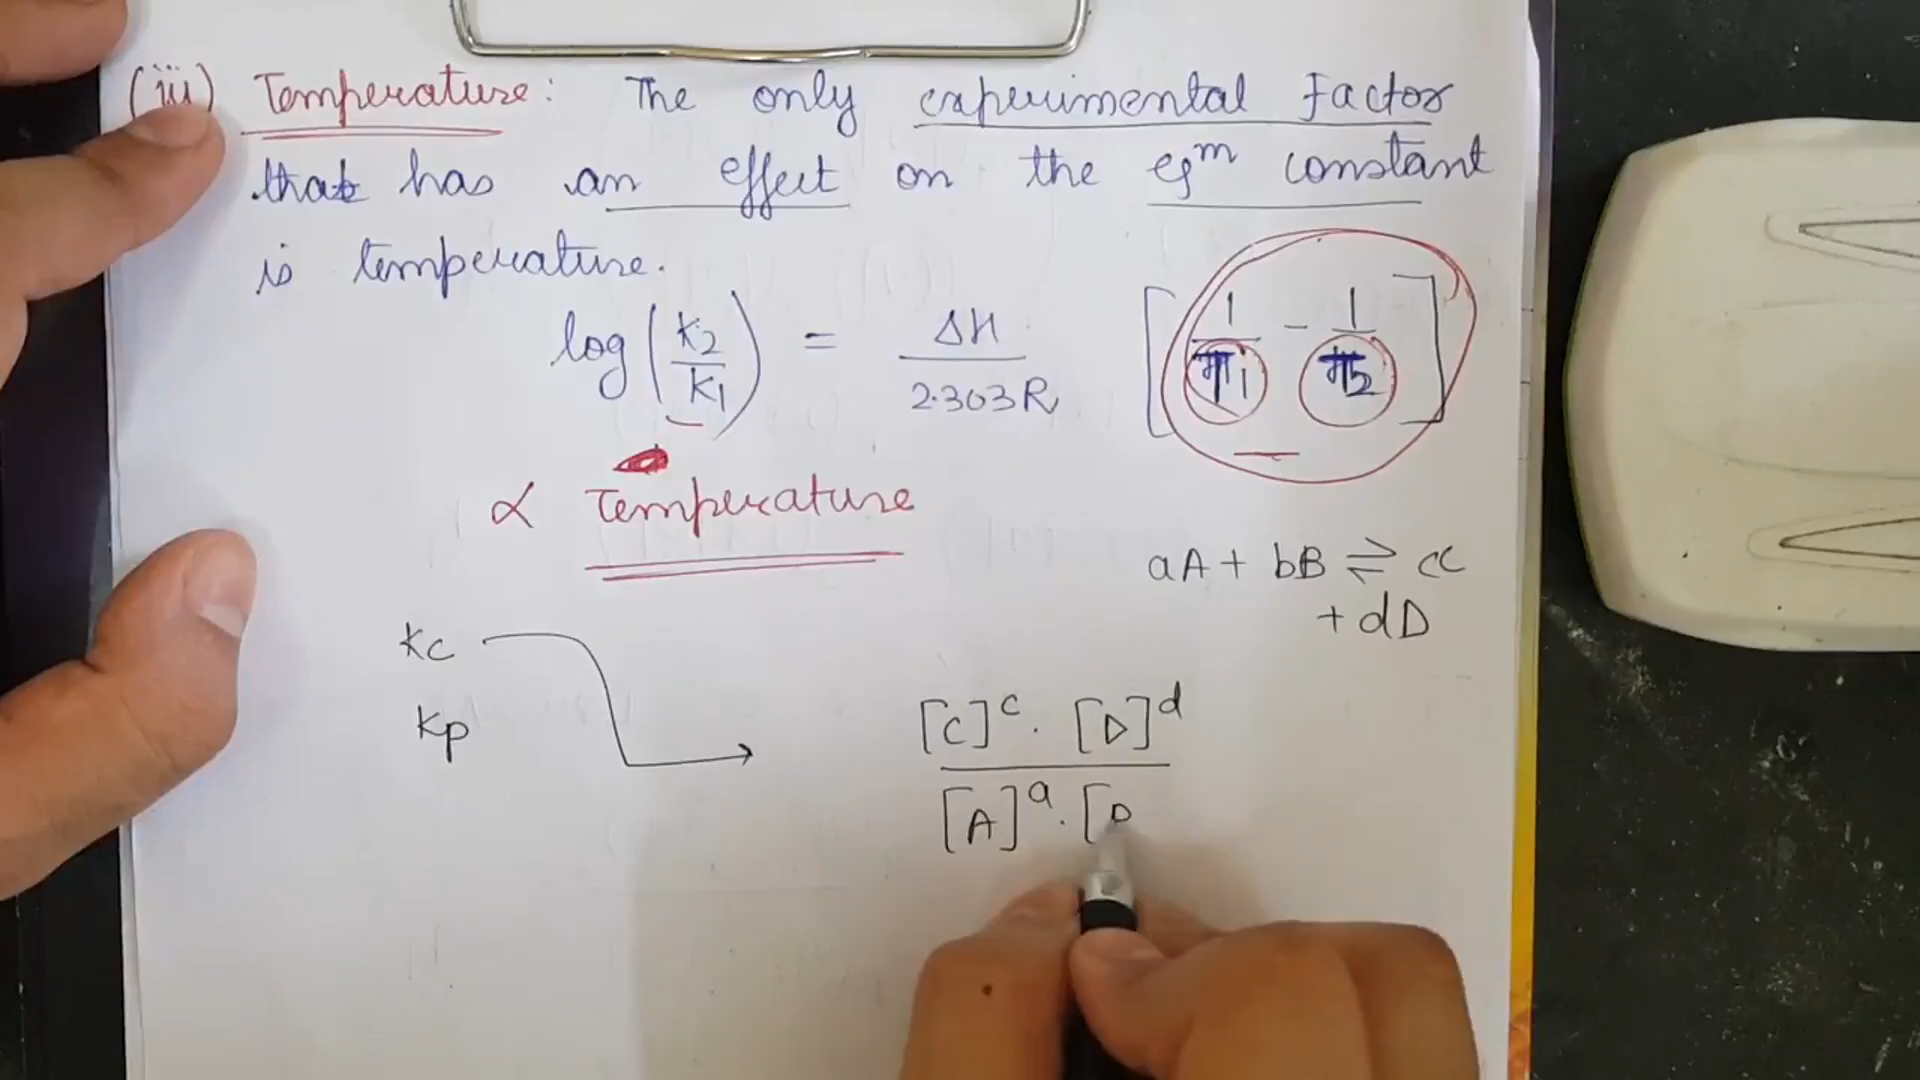 (iii) Temperature: The only experimental Factor
that has an effect on the eqᵐ constant
is temperature.
log(K₂/K₁) = ΔH/2.303R [1/T₁ - 1/T₂]
∝ Temperature
aA + bB ⇌ cC
+ dD
Kc
Kp
[C]ᶜ . [D]ᵈ
[A]ᵃ . [